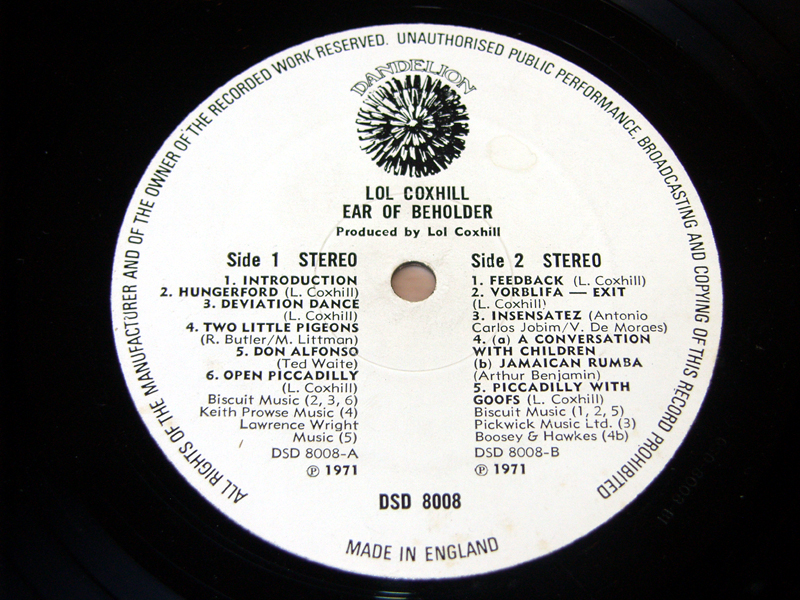 ALL RIGHTS OF THE MANUFACTURER AND OF THE OWNER OF THE RECORDED WORK RESERVED. UNAUTHORISED PUBLIC PERFORMANCE, BROADCASTING AND COPYING OF THIS RECORD PROHIBITED
DANDELION
LOL COXHILL
EAR OF BEHOLDER
Produced by Lol Coxhill
Side 1 STEREO
1. INTRODUCTION
2. HUNGERFORD (L. Coxhill)
3. DEVIATION DANCE
(L. Coxhill)
4. TWO LITTLE PIGEONS
(R. Butler/M. Littman)
5. DON ALFONSO
(Ted Waite)
6. OPEN PICCADILLY
(L. Coxhill)
Biscuit Music (2, 3, 6)
Keith Prowse Music (4)
Lawrence Wright
Music (5)
DSD 8008-A
℗ 1971
Side 2 STEREO
1. FEEDBACK (L. Coxhill)
2. VORBLIFA — EXIT
(L. Coxhill)
3. INSENSATEZ (Antonio
Carlos Jobim/V. De Moraes)
4. (a) A CONVERSATION
WITH CHILDREN
(b) JAMAICAN RUMBA
(Arthur Benjamin)
5. PICCADILLY WITH
GOOFS (L. Coxhill)
Biscuit Music (1, 2, 5)
Pickwick Music Ltd. (3)
Boosey & Hawkes (4b)
DSD 8008-B
℗ 1971
DSD 8008
MADE IN ENGLAND